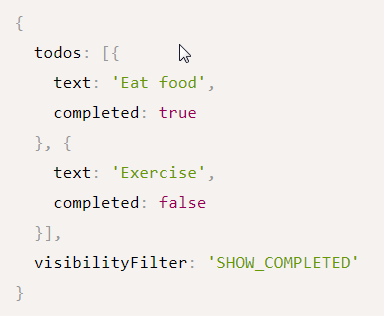 {
  todos: [{
    text: 'Eat food',
    completed: true
  }, {
    text: 'Exercise',
    completed: false
  }],
  visibilityFilter: 'SHOW_COMPLETED'
}